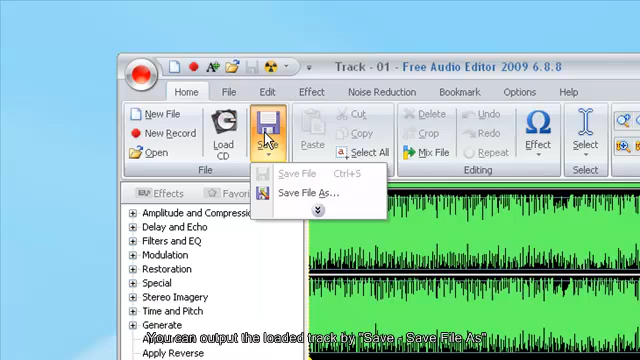 Track - 01 - Free Audio Editor 2009 6.8.8
Home File Edit Effect Noise Reduction Bookmark Options Help
New File
New Record
Open
Load CD
Save
Paste
Cut
Copy
Select All
Delete
Crop
Mix File
Undo
Redo
Repeat
Effect
Select
View
File Editing Select
Save File Ctrl+S
Save File As...
Effects Favori
Amplitude and Compression
Delay and Echo
Filters and EQ
Modulation
Restoration
Special
Stereo Imagery
Time and Pitch
Generate
Apply Invert
Apply Reverse
You can output the loaded track by "Save - Save File As"